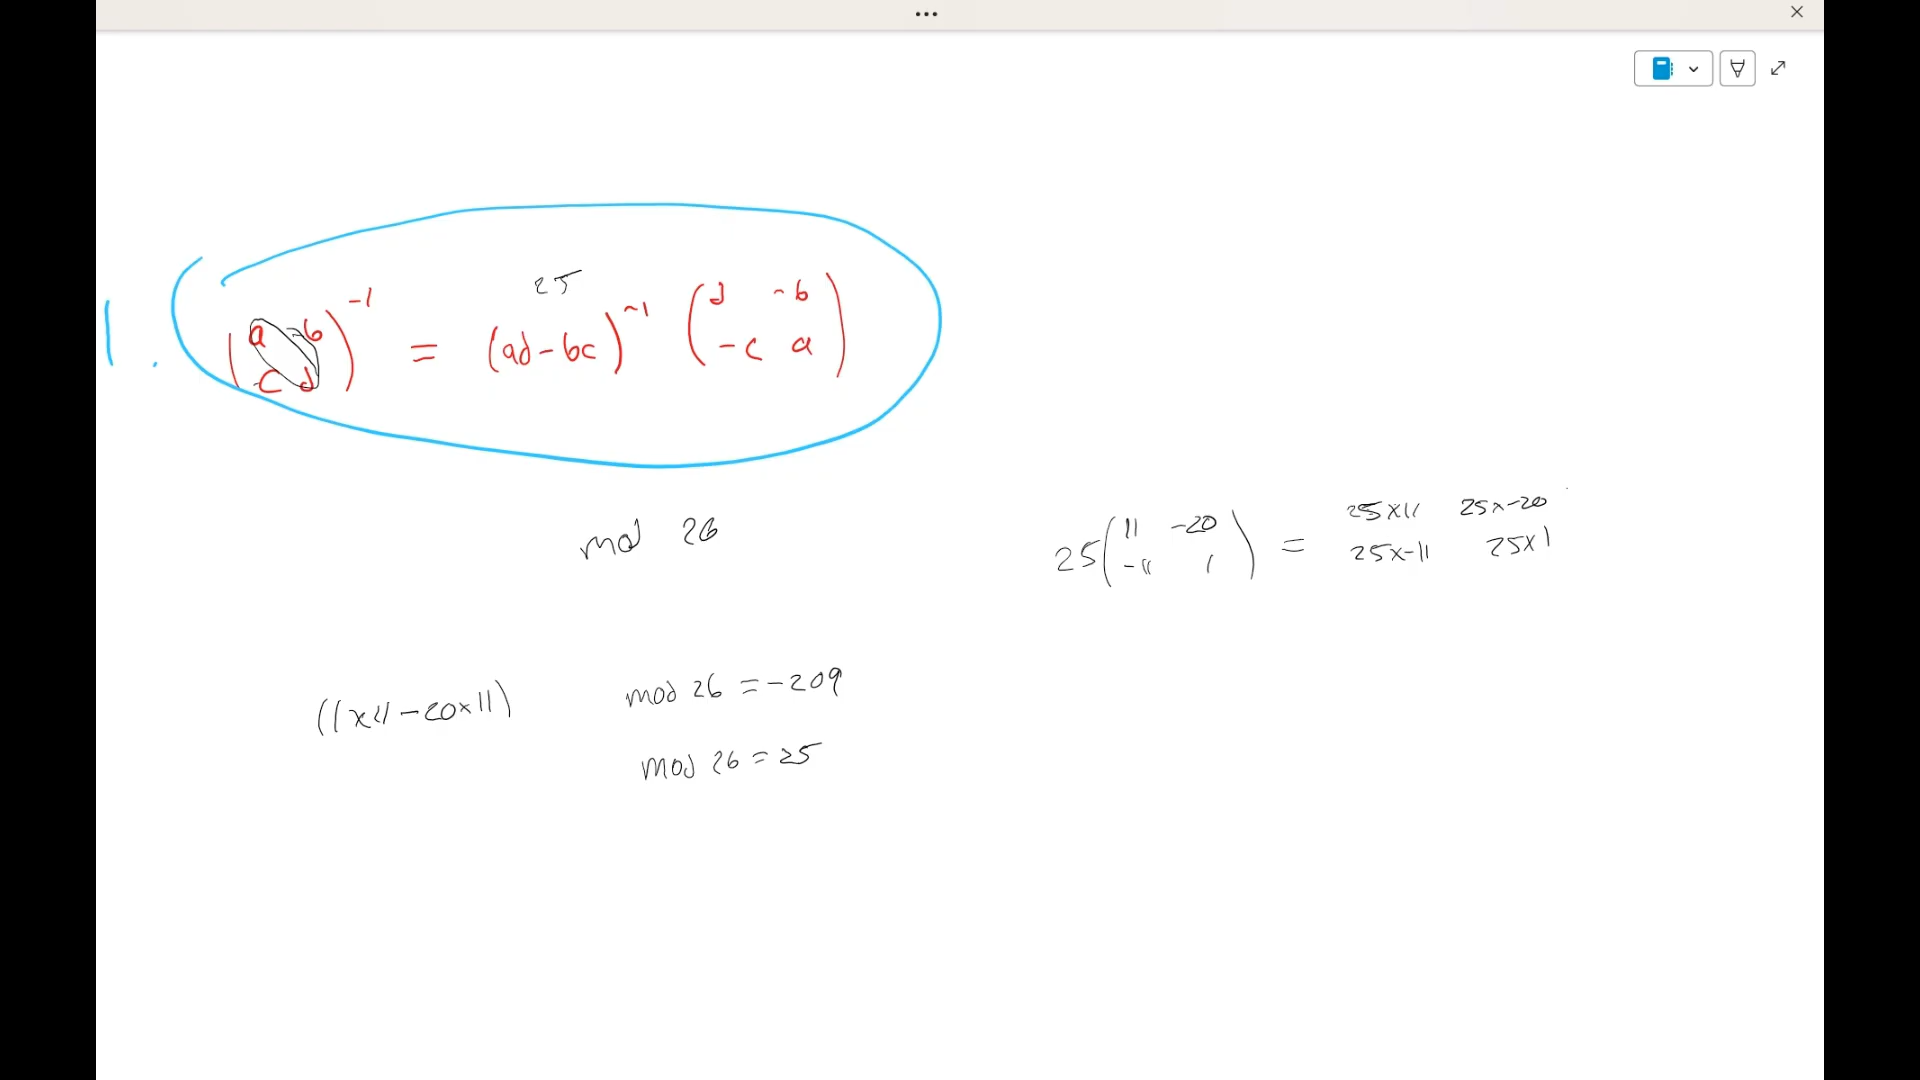 25
1. (a -b -c d)^-1 = (ad-bc)^-1 (d -b -c a)
mod 26
25(11 -20 -11 1) = 25x11 25x-20
25x-11 25x1
(1x11-20x11) mod 26 = -209
mod 26 = 25